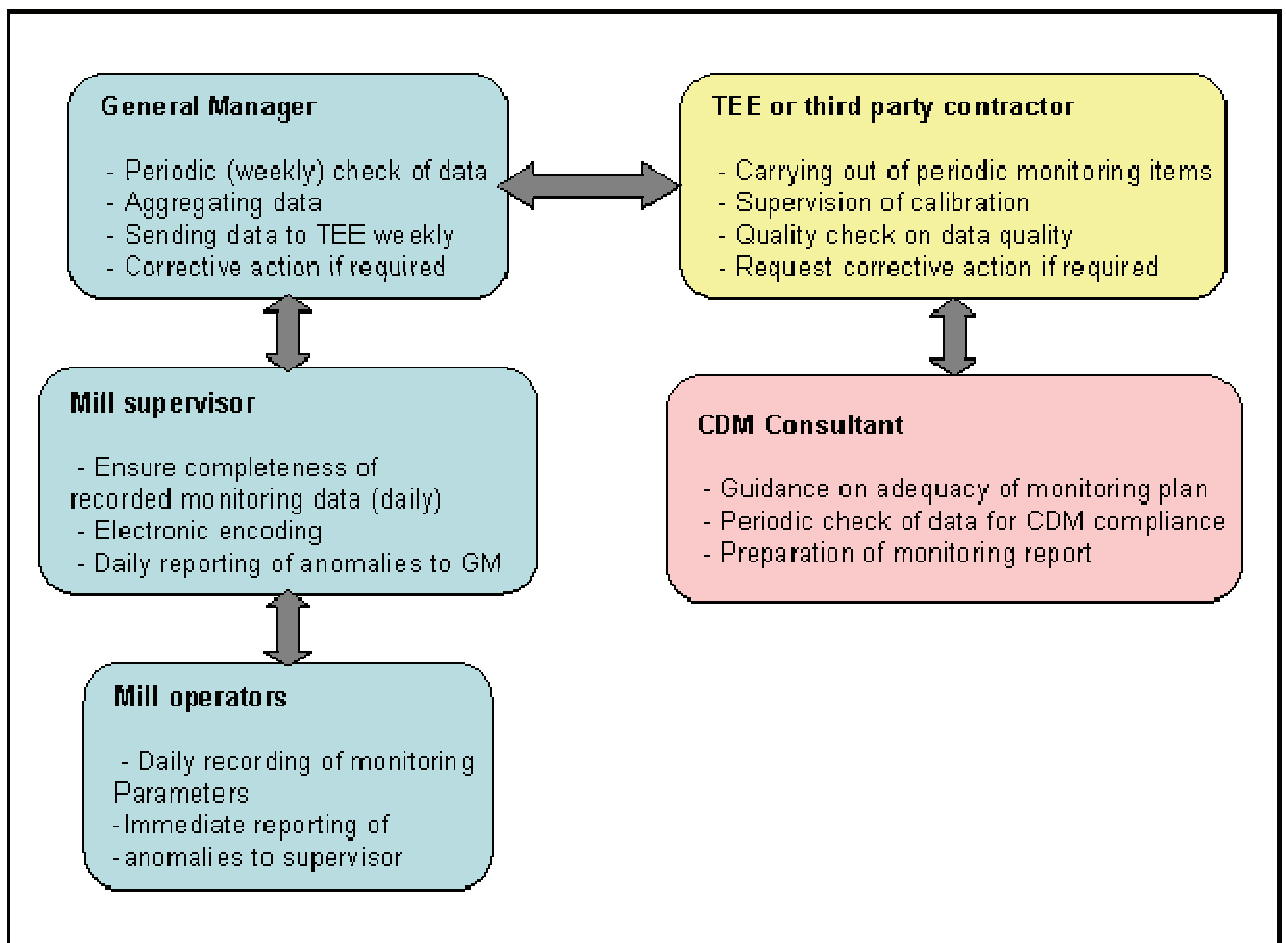 General Manager
- Periodic (weekly) check of data
- Aggregating data
- Sending data to TEE weekly
- Corrective action if required
TEE or third party contractor
- Carrying out of periodic monitoring items
- Supervision of calibration
- Quality check on data quality
- Request corrective action if required
Mill supervisor
- Ensure completeness of
recorded monitoring data (daily)
- Electronic encoding
- Daily reporting of anomalies to GM
CDM Consultant
- Guidance on adequacy of monitoring plan
- Periodic check of data for CDM compliance
- Preparation of monitoring report
Mill operators
- Daily recording of monitoring
Parameters
-Immediate reporting of
-anomalies to supervisor